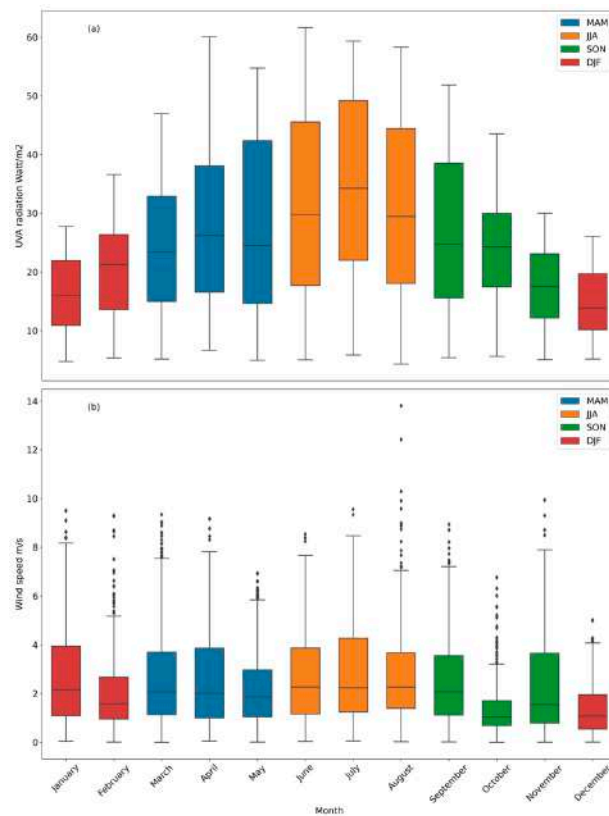 (a)
MAM
JJA
SON
DJF
UVA radiation Watt/m2
60
50
40
30
20
10
(b)
MAM
JJA
SON
DJF
Wind speed m/s
14
12
10
8
6
4
2
0
January
February
March
April
May
June
July
August
September
October
November
December
Month